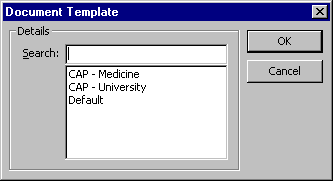 Document Template
Details
Search:
CAP - Medicine
CAP - University
Default
OK
Cancel